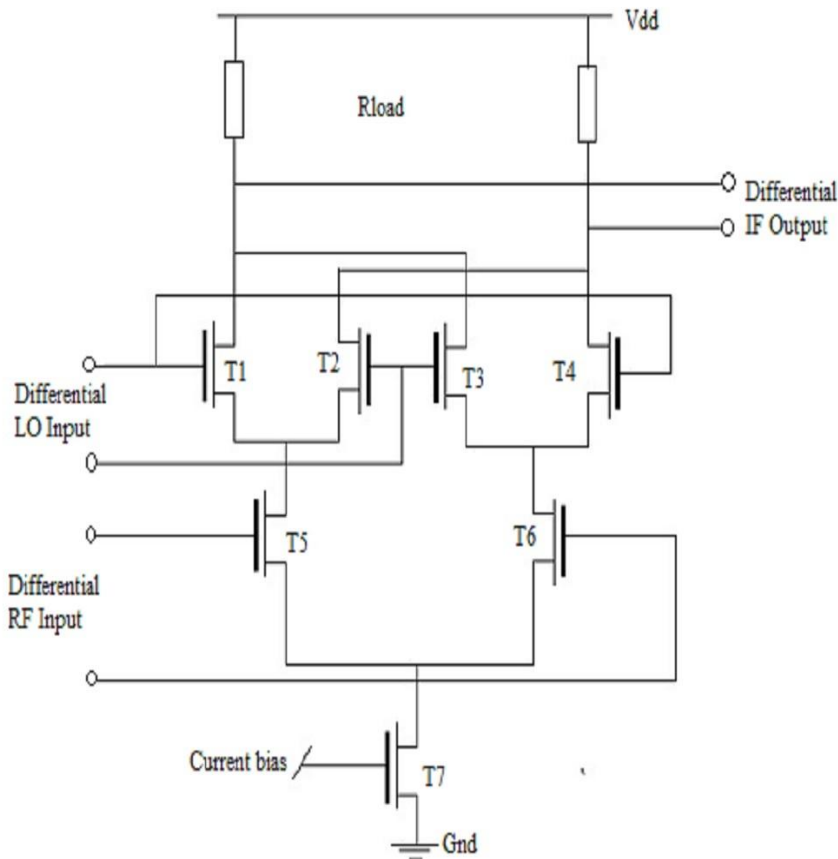 Vdd
Rload
Differential
IF Output
T1
T2
T3
T4
Differential
LO Input
T5
T6
Differential
RF Input
Current bias
T7
Gnd